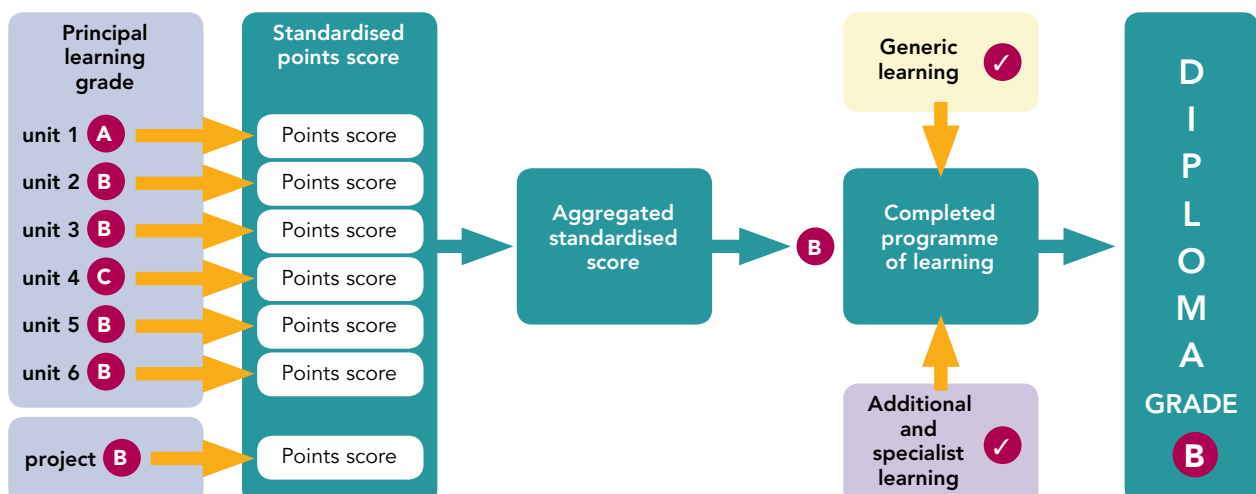 Principal
learning
grade
unit 1 A
unit 2 B
unit 3 B
unit 4 C
unit 5 B
unit 6 B
project B
Standardised
points score
Points score
Points score
Points score
Points score
Points score
Points score
Points score
Aggregated
standardised
score
B
Generic
learning ✓
Completed
programme
of learning
Additional
and
specialist
learning
✓
D
I
P
L
O
M
A
GRADE
B